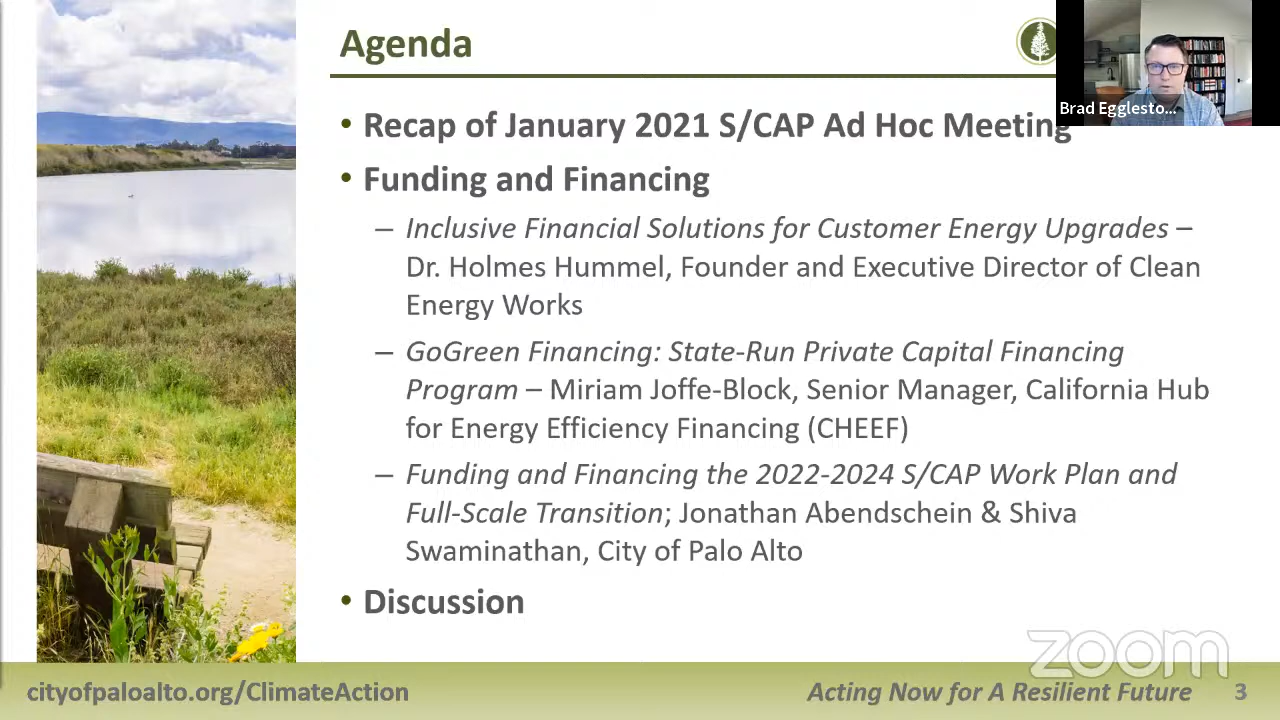 Agenda
Brad Egglesto...
• Recap of January 2021 S/CAP Ad Hoc Meeting
• Funding and Financing
– Inclusive Financial Solutions for Customer Energy Upgrades –
Dr. Holmes Hummel, Founder and Executive Director of Clean
Energy Works
– GoGreen Financing: State-Run Private Capital Financing
Program – Miriam Joffe-Block, Senior Manager, California Hub
for Energy Efficiency Financing (CHEEF)
– Funding and Financing the 2022-2024 S/CAP Work Plan and
Full-Scale Transition; Jonathan Abendschein & Shiva
Swaminathan, City of Palo Alto
• Discussion
zoom
cityofpaloalto.org/ClimateAction
Acting Now for A Resilient Future 3